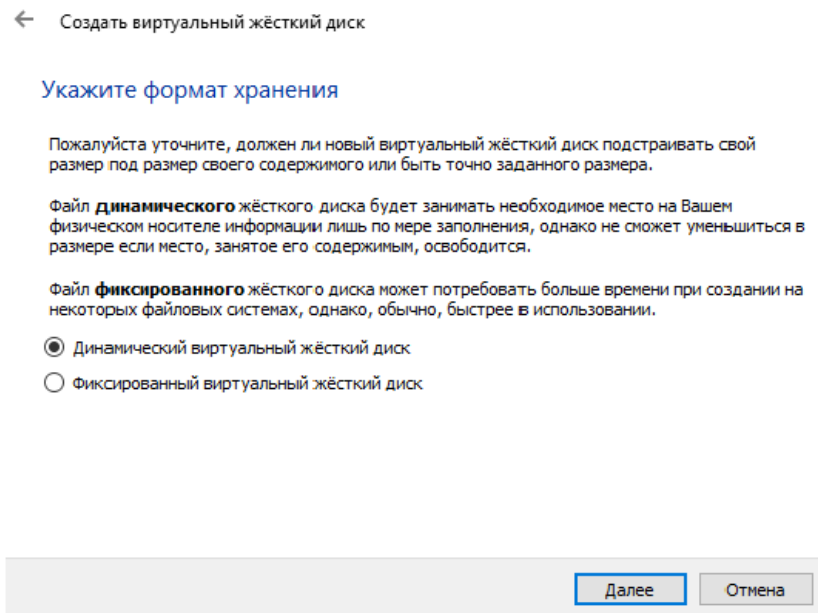 Создать виртуальный жёсткий диск
Укажите формат хранения
Пожалуйста уточните, должен ли новый виртуальный жёсткий диск подстраивать свой
размер под размер своего содержимого или быть точно заданного размера.
Файл динамического жёсткого диска будет занимать необходимое место на Вашем
физическом носителе информации лишь по мере заполнения, однако не сможет уменьшиться в
размере если место, занятое его содержимым, освободится.
Файл фиксированного жёсткого диска может потребовать больше времени при создании на
некоторых файловых системах, однако, обычно, быстрее в использовании.
Динамический виртуальный жёсткий диск
Фиксированный виртуальный жёсткий диск
Далее
Отмена